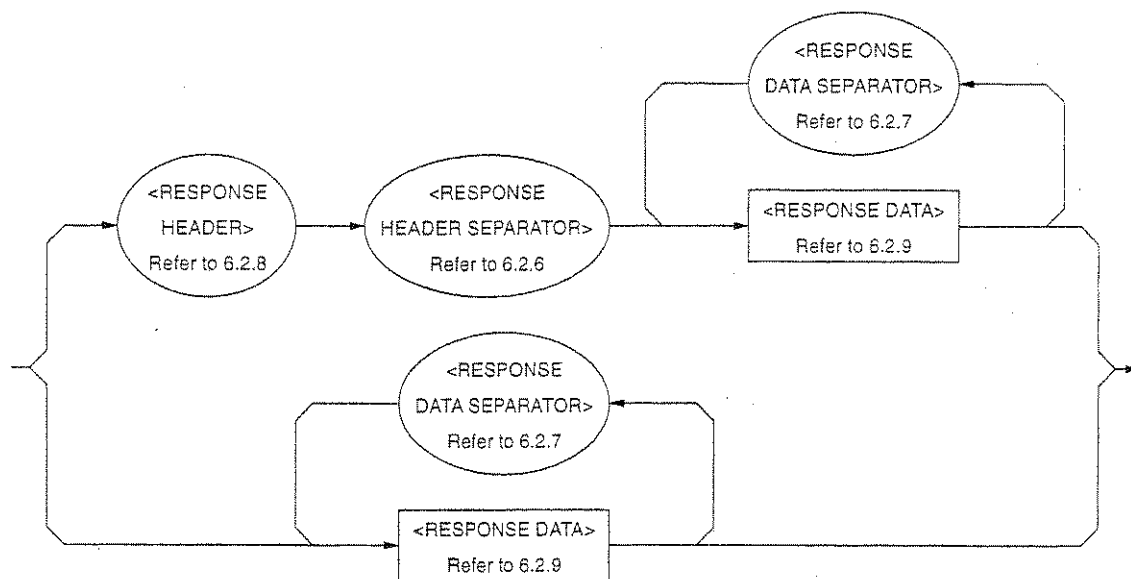 <RESPONSE
DATA SEPARATOR>
Refer to 6.2.7
<RESPONSE
HEADER>
Refer to 6.2.8
<RESPONSE
HEADER SEPARATOR>
Refer to 6.2.6
<RESPONSE DATA>
Refer to 6.2.9
<RESPONSE
DATA SEPARATOR>
Refer to 6.2.7
<RESPONSE DATA>
Refer to 6.2.9